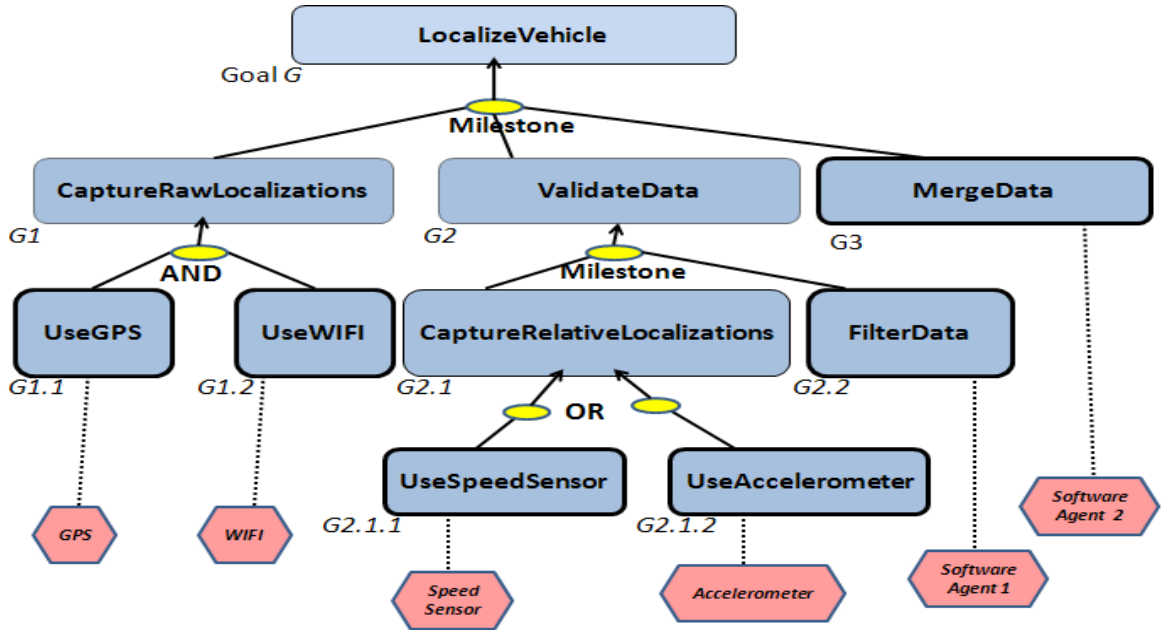 LocalizeVehicle
Goal G
Milestone
CaptureRawLocalizations
ValidateData
MergeData
G1
G2
G3
AND
Milestone
UseGPS
UseWIFI
CaptureRelativeLocalizations
FilterData
G1.1
G1.2
G2.1
G2.2
OR
UseSpeedSensor
UseAccelerometer
G2.1.1
G2.1.2
GPS
WIFI
Speed
Sensor
Accelerometer
Software
Agent 1
Software
Agent 2